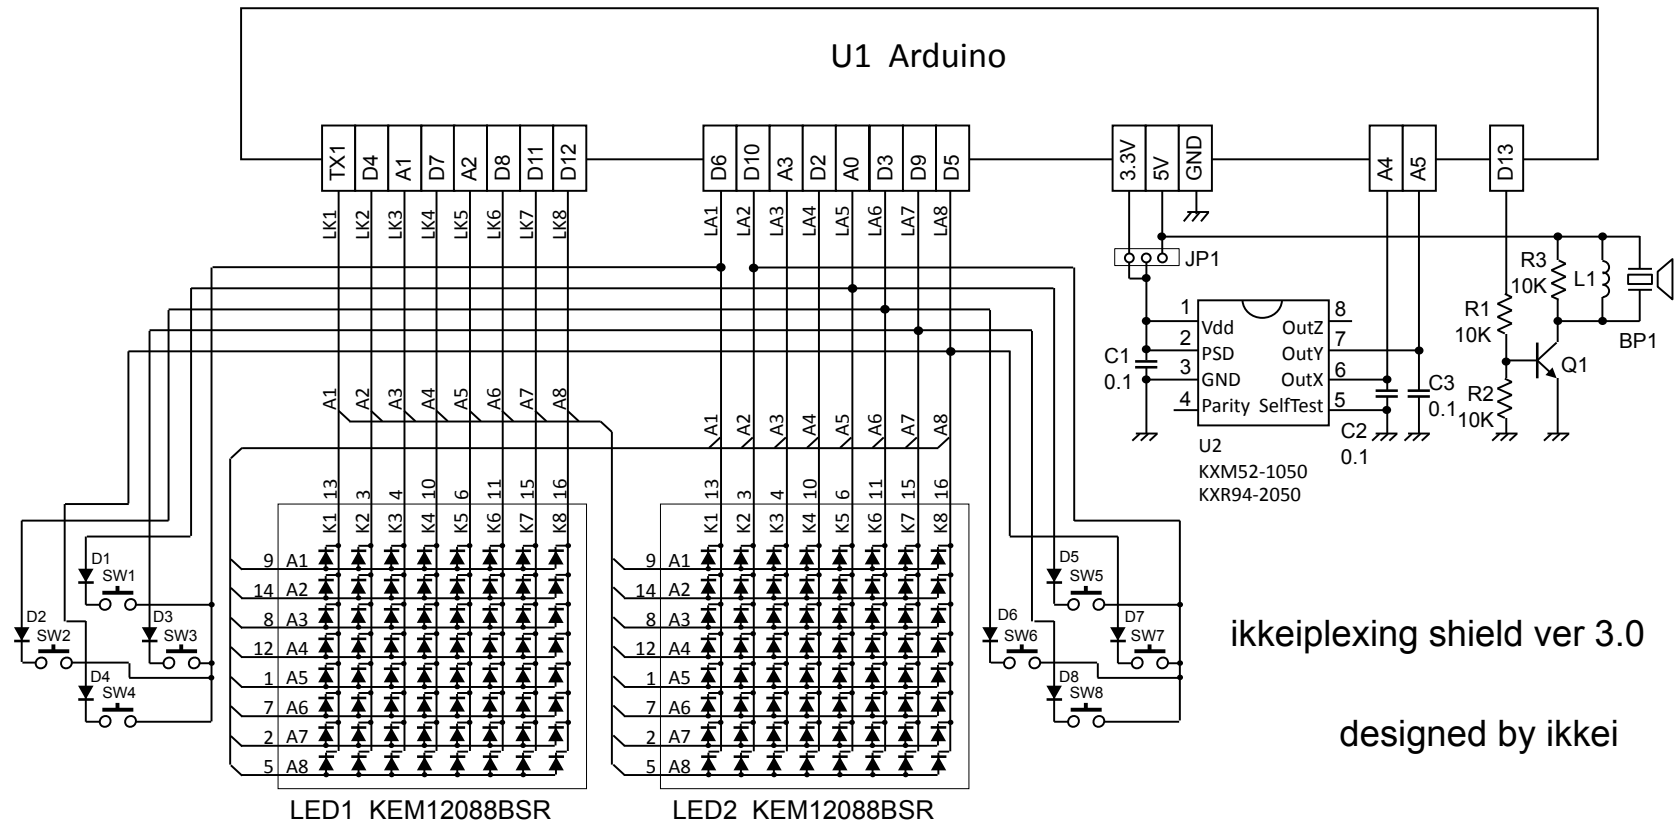 U1 Arduino
TX1 D4 A1 D7 A2 D8 D11 D12
D6 D10 A3 D2 A0 D3 D9 D5
3.3V 5V GND
A4 A5
D13
LK1 LK2 LK3 LK4 LK5 LK6 LK7 LK8
LA1 LA2 LA3 LA4 LA5 LA6 LA7 LA8
JP1
R3
10K
L1
BP1
R1
10K
Q1
R2
10K
C1
0.1
1 Vdd
2 PSD
3 GND
4 Parity
OutZ 8
OutY 7
OutX 6
SelfTest 5
C3
0.1
C2
0.1
U2
KXM52-1050
KXR94-2050
A1 A2 A3 A4 A5 A6 A7 A8
A1 A2 A3 A4 A5 A6 A7 A8
13 3 4 10 6 11 15 16
K1 K2 K3 K4 K5 K6 K7 K8
13 3 4 10 6 11 15 16
K1 K2 K3 K4 K5 K6 K7 K8
9 A1
14 A2
8 A3
12 A4
1 A5
7 A6
2 A7
5 A8
9 A1
14 A2
8 A3
12 A4
1 A5
7 A6
2 A7
5 A8
D1
SW1
D2
SW2
D3
SW3
D4
SW4
D5
SW5
D6
SW6
D7
SW7
D8
SW8
LED1 KEM12088BSR
LED2 KEM12088BSR
ikkeiplexing shield ver 3.0
designed by ikkei